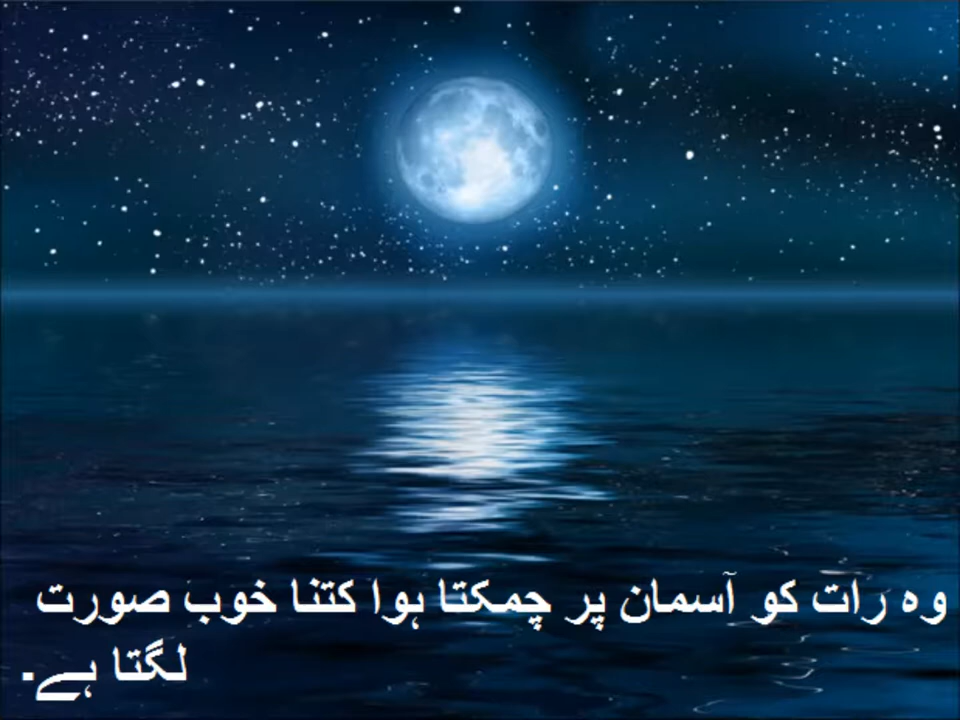 وہ رات کو آسمان پر چمکتا ہوا کتنا خوب صورت
لگتا ہے۔